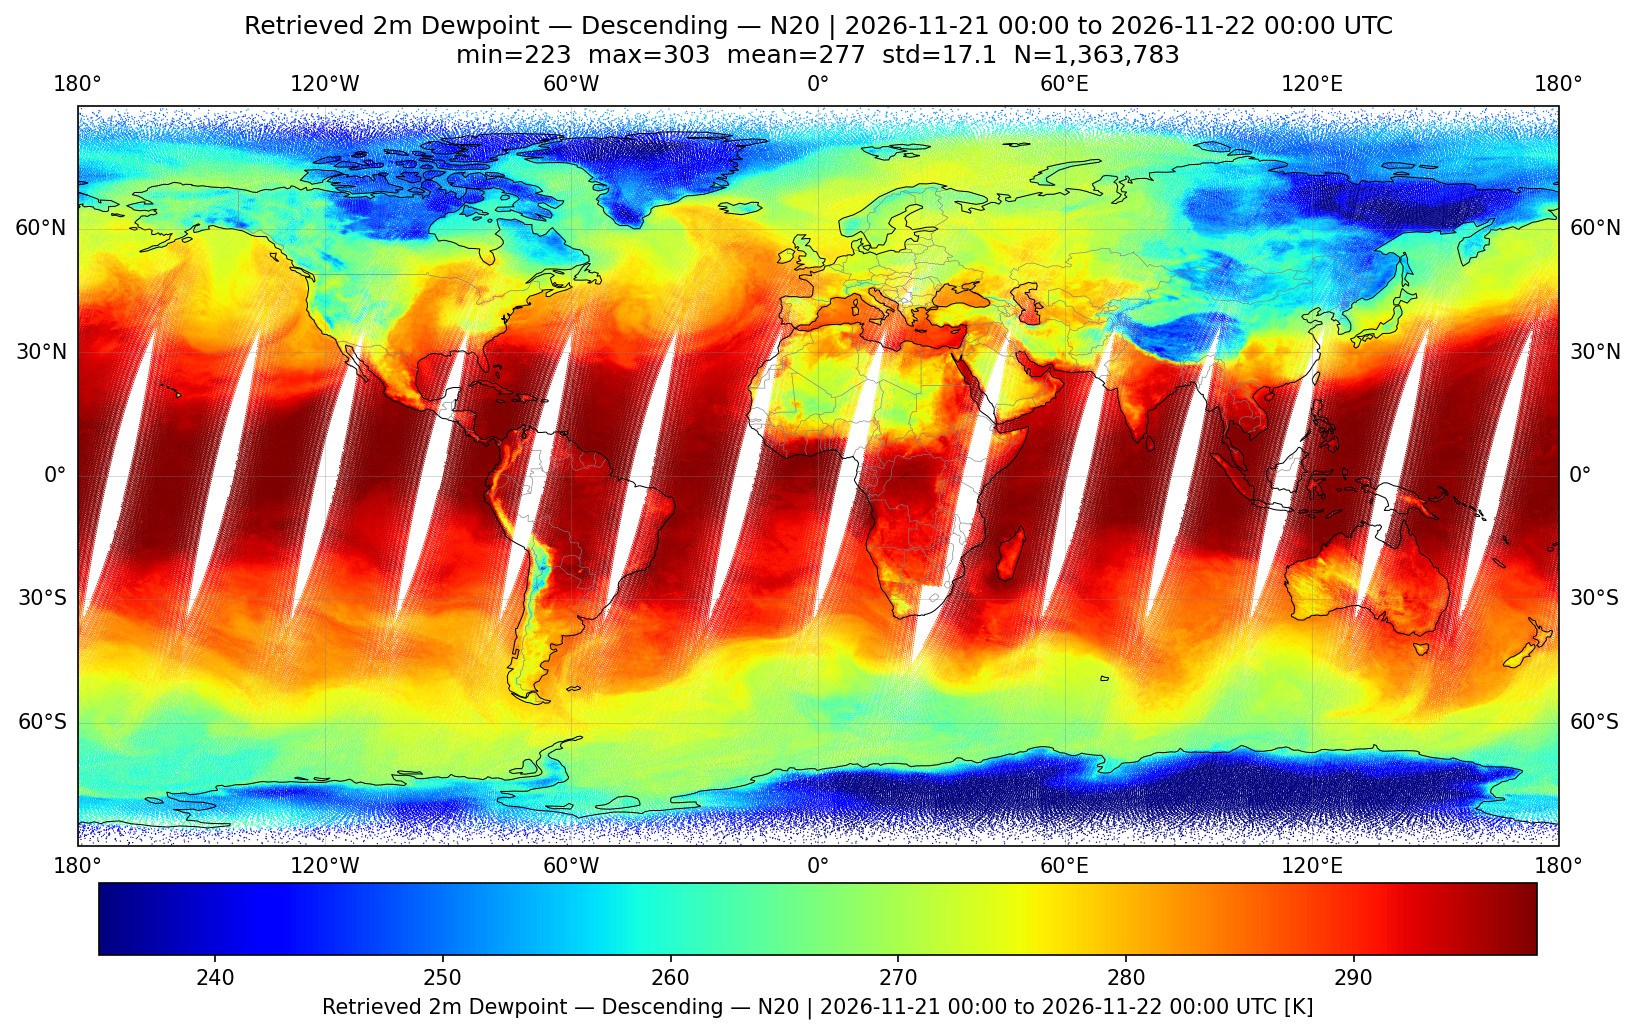 Retrieved 2m Dewpoint — Descending — N20 | 2026-11-21 00:00 to 2026-11-22 00:00 UTC
min=223  max=303  mean=277  std=17.1  N=1,363,783
180° 120°W 60°W 0° 60°E 120°E 180°
60°N 60°N
30°N 30°N
0° 0°
30°S 30°S
60°S 60°S
180° 120°W 60°W 0° 60°E 120°E 180°
240 250 260 270 280 290
Retrieved 2m Dewpoint — Descending — N20 | 2026-11-21 00:00 to 2026-11-22 00:00 UTC [K]